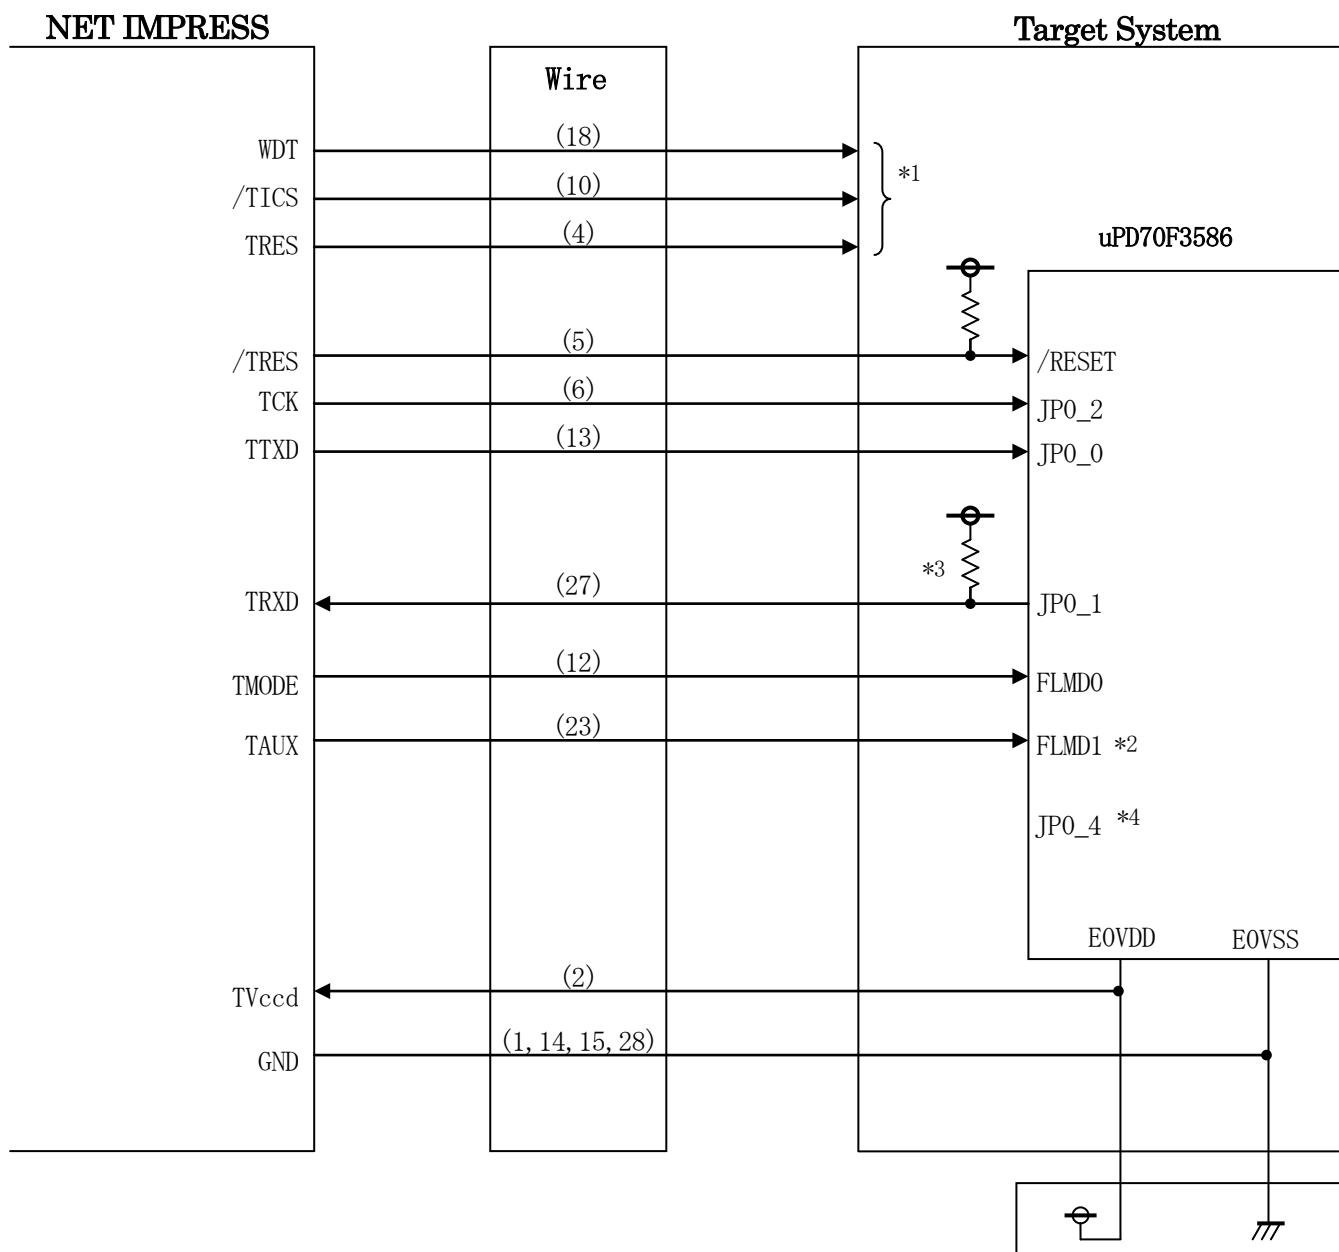 NET IMPRESS
Target System
Wire
WDT
(18)
*1
/TICS
(10)
TRES
(4)
uPD70F3586
/TRES
(5)
/RESET
TCK
(6)
JP0_2
TTXD
(13)
JP0_0
*3
TRXD
(27)
JP0_1
TMODE
(12)
FLMD0
TAUX
(23)
FLMD1 *2
JP0_4 *4
E0VDD
E0VSS
TVccd
(2)
GND
(1,14,15,28)